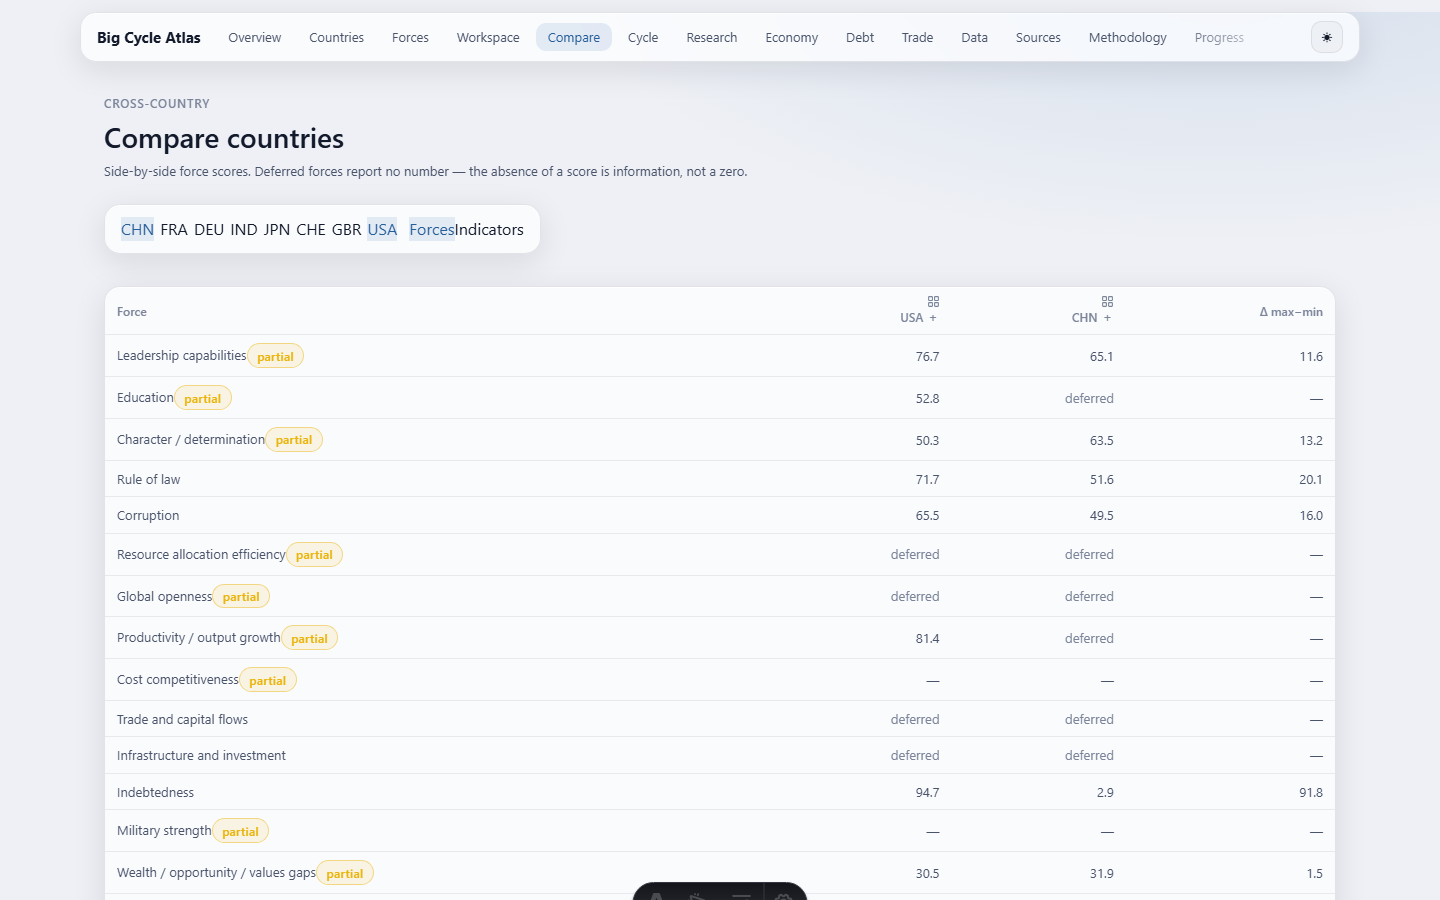 Big Cycle Atlas Overview Countries Forces Workspace Compare Cycle Research Economy Debt Trade Data Sources Methodology Progress
CROSS-COUNTRY
Compare countries
Side-by-side force scores. Deferred forces report no number — the absence of a score is information, not a zero.
CHN FRA DEU IND JPN CHE GBR USA ForcesIndicators
Force USA + CHN + Δ max–min
Leadership capabilities partial 76.7 65.1 11.6
Education partial 52.8 deferred —
Character / determination partial 50.3 63.5 13.2
Rule of law 71.7 51.6 20.1
Corruption 65.5 49.5 16.0
Resource allocation efficiency partial deferred deferred —
Global openness partial deferred deferred —
Productivity / output growth partial 81.4 deferred —
Cost competitiveness partial — — —
Trade and capital flows deferred deferred —
Infrastructure and investment deferred deferred —
Indebtedness 94.7 2.9 91.8
Military strength partial — — —
Wealth / opportunity / values gaps partial 30.5 31.9 1.5